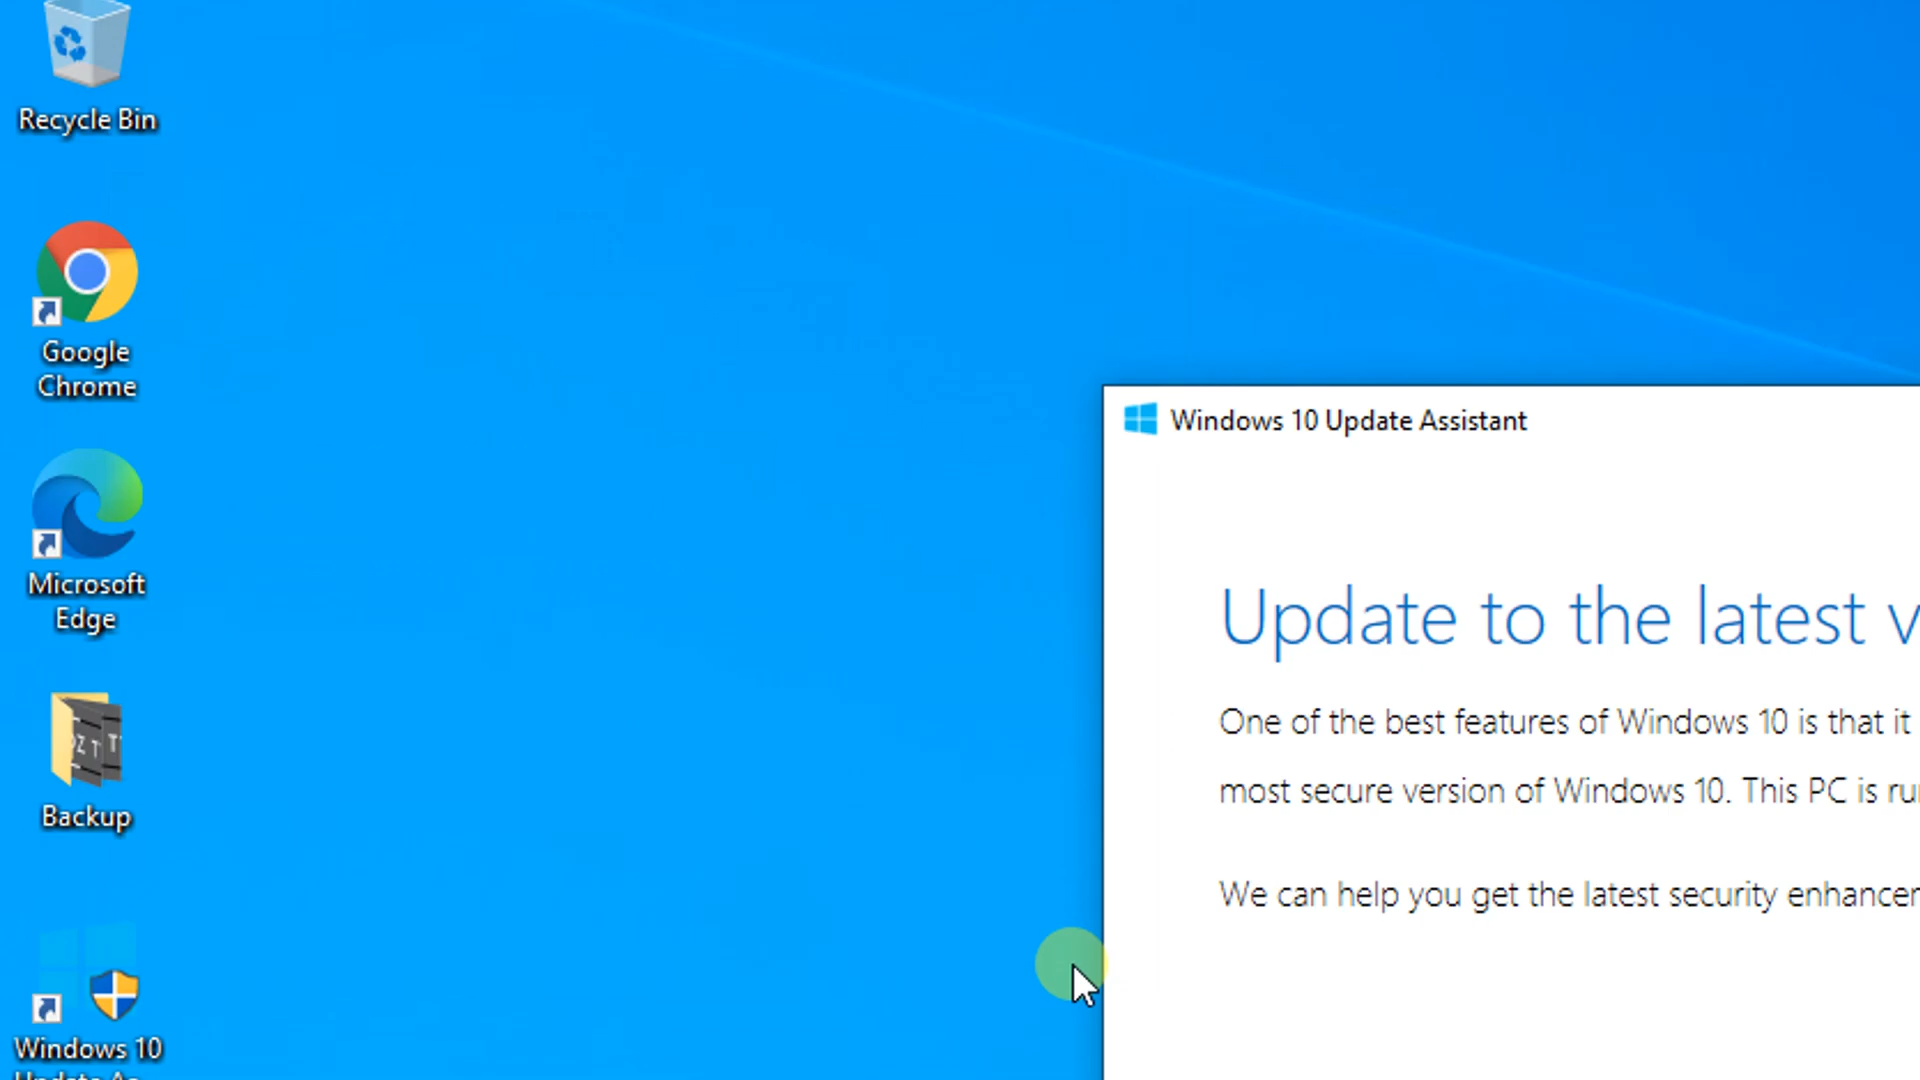 Recycle Bin
Google
Chrome
Microsoft
Edge
Backup
Windows 10
Windows 10 Update Assistant
Update to the latest
One of the best features of Windows 10 is that it
most secure version of Windows 10. This PC is
We can help you get the latest security